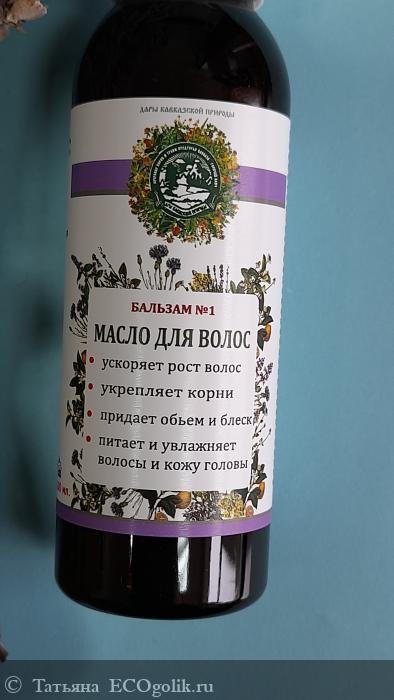 ДАРЫ КАВКАЗСКОЙ ПРИРОДЫ
БАЛЬЗАМ №1
МАСЛО ДЛЯ ВОЛОС
• ускоряет рост волос
• укрепляет корни
• придает обьем и блеск
• питает и увлажняет
волосы и кожу головы
мл.
© Татьяна ECOgolik.ru